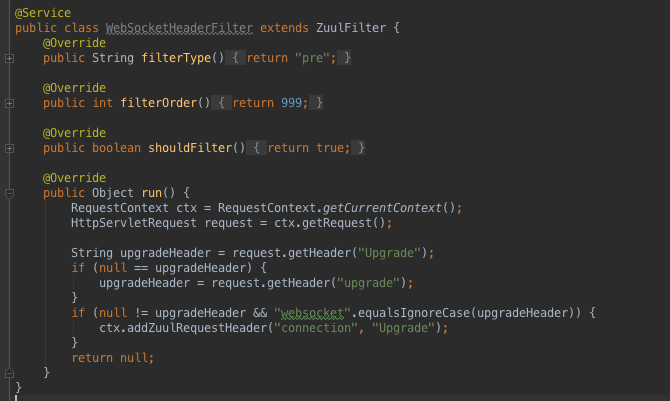 @Service
public class WebSocketHeaderFilter extends ZuulFilter {
    @Override
    public String filterType() { return "pre"; }

    @Override
    public int filterOrder() { return 999; }

    @Override
    public boolean shouldFilter() { return true; }

    @Override
    public Object run() {
        RequestContext ctx = RequestContext.getCurrentContext();
        HttpServletRequest request = ctx.getRequest();

        String upgradeHeader = request.getHeader("Upgrade");
        if (null == upgradeHeader) {
            upgradeHeader = request.getHeader("upgrade");
        }
        if (null != upgradeHeader && "websocket".equalsIgnoreCase(upgradeHeader)) {
            ctx.addZuulRequestHeader("connection", "Upgrade");
        }
        return null;
    }
}